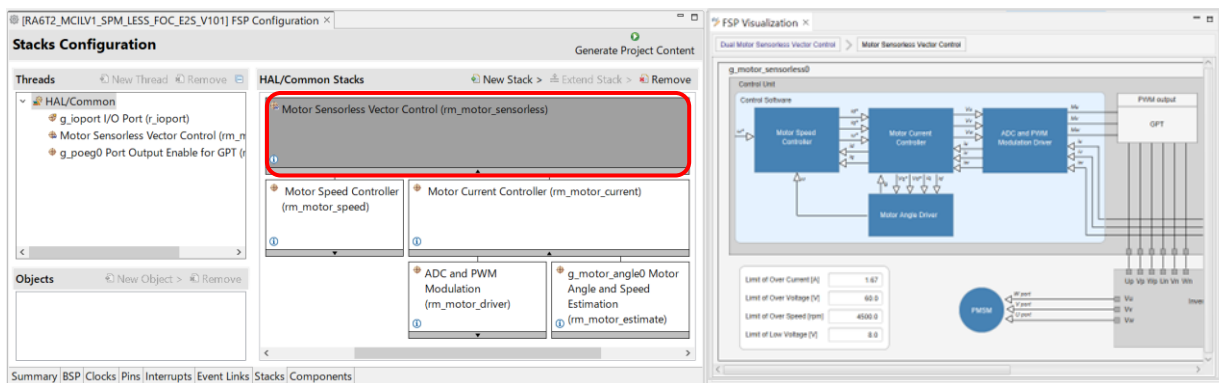 [RA6T2_MCILV1_SPM_LESS_FOC_E2S_V101] FSP Configuration ×
Stacks Configuration
Generate Project Content
Threads
New Thread
Remove
HAL/Common
g_ioport I/O Port (r_ioport)
Motor Sensorless Vector Control (rm_n
g_poeg0 Port Output Enable for GPT (r
Objects
New Object >
Remove
HAL/Common Stacks
New Stack >
Extend Stack >
Remove
Motor Sensorless Vector Control (rm_motor_sensorless)
Motor Speed Controller
(rm_motor_speed)
Motor Current Controller (rm_motor_current)
ADC and PWM
Modulation
(rm_motor_driver)
g_motor_angle0 Motor
Angle and Speed
Estimation
(rm_motor_estimate)
Summary BSP Clocks Pins Interrupts Event Links Stacks Components
FSP Visualization ×
Dual Motor Sensorless Vector Control
Motor Sensorless Vector Control
g_motor_sensorless0
Control Unit
Control Software
Motor Speed
Controller
Motor Current
Controller
ADC and PWM
Modulation Driver
Motor Angle Driver
PWM output
GPT
Limit of Over Current [A] 1.67
Limit of Over Voltage [V] 60.0
Limit of Over Speed [rpm] 4500.0
Limit of Low Voltage [V] 8.0
PMSM
W port
V port
U port
Up Vp Wp Un Vn Wn
Vu
Vv
Vw
Inver